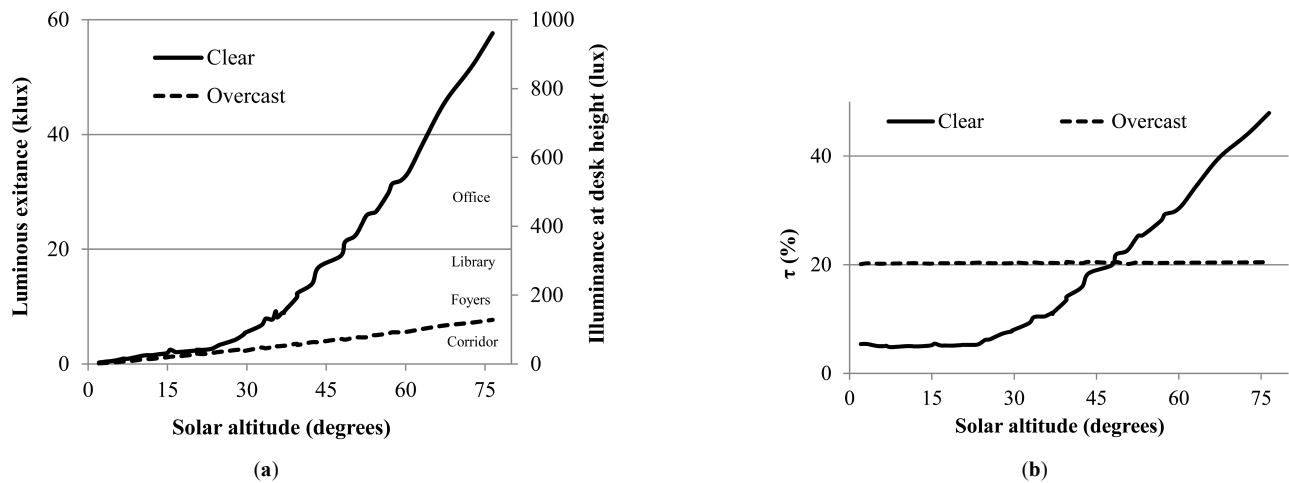 60
40
20
0
Luminous exitance (klux)
Clear
Overcast
1000
800
600
400
200
0
Illuminance at desk height (lux)
Office
Library
Foyers
Corridor
0 15 30 45 60 75
Solar altitude (degrees)
(a)
Clear
Overcast
40
20
0
τ (%)
0 15 30 45 60 75
Solar altitude (degrees)
(b)